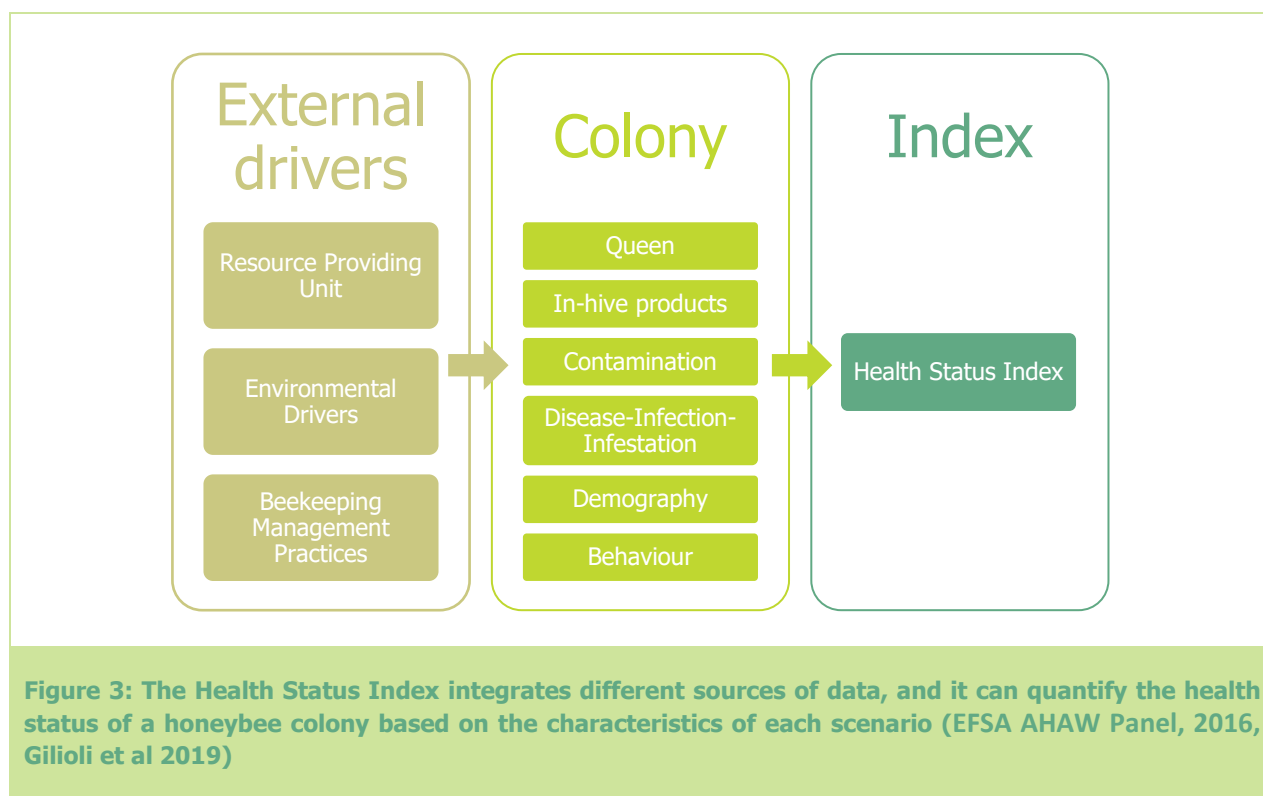 External
drivers
Resource Providing
Unit
Environmental
Drivers
Beekeeping
Management
Practices
Colony
Queen
In-hive products
Contamination
Disease-Infection-
Infestation
Demography
Behaviour
Index
Health Status Index
Figure 3: The Health Status Index integrates different sources of data, and it can quantify the health
status of a honeybee colony based on the characteristics of each scenario (EFSA AHAW Panel, 2016,
Gilioli et al 2019)